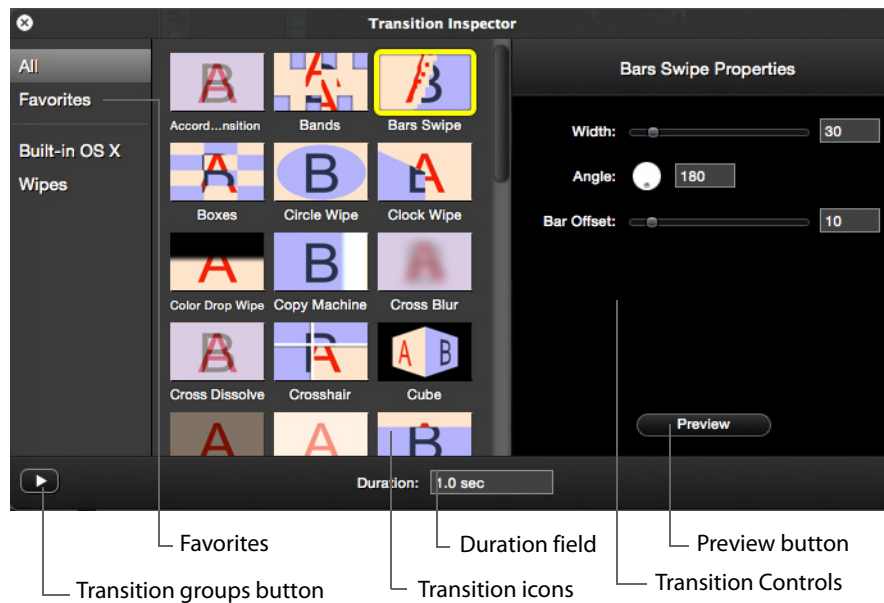 Transition Inspector
All
Favorites
Built-in OS X
Wipes
Accord...nsition
Bands
Bars Swipe
Boxes
Circle Wipe
Clock Wipe
Color Drop Wipe
Copy Machine
Cross Blur
Cross Dissolve
Crosshair
Cube
Bars Swipe Properties
Width:
30
Angle:
180
Bar Offset:
10
Preview
Duration:
1.0 sec
Favorites
Duration field
Preview button
Transition groups button
Transition icons
Transition Controls